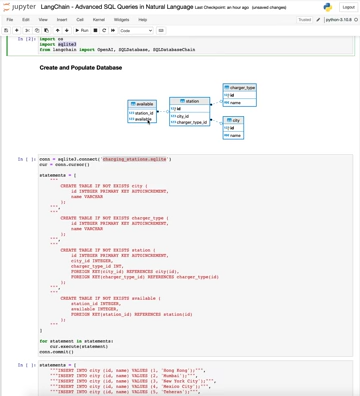 jupyter LangChain - Advanced SQL Queries in Natural Language Last Checkpoint: an hour ago (unsaved changes)
Logout
File Edit View Insert Cell Kernel Widgets Help
Trusted
python-3.10.8
Run
Code
In [2]: import os
import sqlite3
from langchain import OpenAI, SQLDatabase, SQLDatabaseChain
Create and Populate Database
available
station_id
available
station
id
city_id
charger_type_id
charger_type
id
name
city
id
name
In [ ]: conn = sqlite3.connect('charging_stations.sqlite')
cur = conn.cursor()
statements = [
"""
CREATE TABLE IF NOT EXISTS city (
id INTEGER PRIMARY KEY AUTOINCREMENT,
name VARCHAR
);
""",
"""
CREATE TABLE IF NOT EXISTS charger_type (
id INTEGER PRIMARY KEY AUTOINCREMENT,
name VARCHAR
);
""",
"""
CREATE TABLE IF NOT EXISTS station (
id INTEGER PRIMARY KEY AUTOINCREMENT,
city_id INTEGER,
charger_type_id INT,
FOREIGN KEY(city_id) REFERENCES city(id),
FOREIGN KEY(charger_type_id) REFERENCES charger_type(id)
);
""",
"""
CREATE TABLE IF NOT EXISTS available (
station_id INTEGER,
available INTEGER,
FOREIGN KEY(station_id) REFERENCES station(id)
);
"""
]
for statement in statements:
cur.execute(statement)
conn.commit()
In [ ]: statements = [
"""INSERT INTO city (id, name) VALUES (1, 'Hong Kong');""",
"""INSERT INTO city (id, name) VALUES (2, 'Mumbai');""",
"""INSERT INTO city (id, name) VALUES (3, 'New York City');""",
"""INSERT INTO city (id, name) VALUES (4, 'Mexico City');""",
"""INSERT INTO city (id, name) VALUES (5, 'Teheran');""",